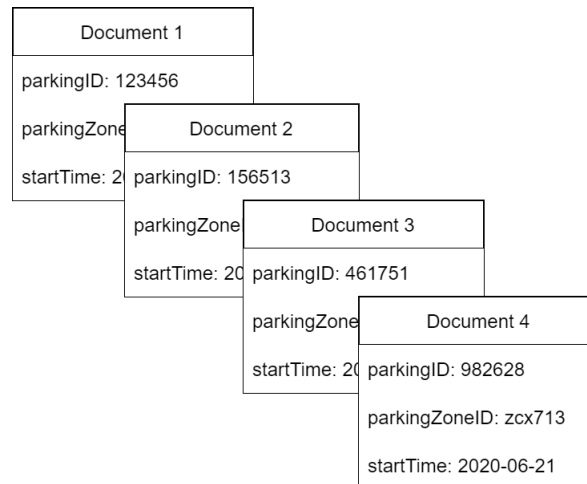 Document 1
parkingID: 123456
parkingZone
startTime: 20
Document 2
parkingID: 156513
parkingZone
startTime: 20
Document 3
parkingID: 461751
parkingZone
startTime: 20
Document 4
parkingID: 982628
parkingZoneID: zcx713
startTime: 2020-06-21